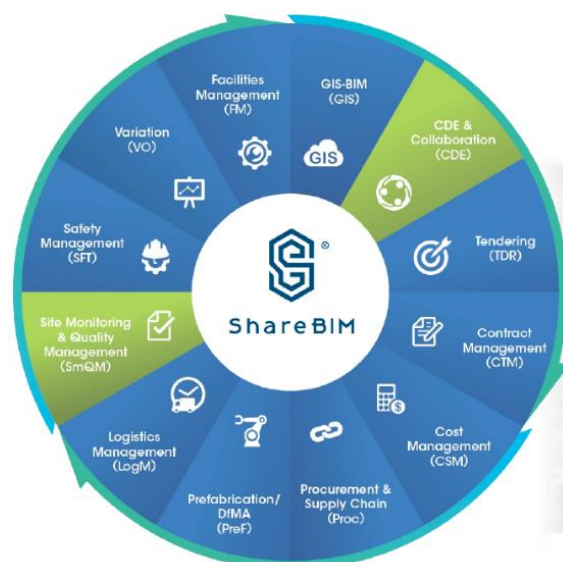 Facilities
Management
(FM)
GIS-BIM
(GIS)
GIS
CDE &
Collaboration
(CDE)
Tendering
(TDR)
Contract
Management
(CTM)
Cost
Management
(CSM)
Procurement &
Supply Chain
(Proc)
Prefabrication/
DfMA
(PreF)
Logistics
Management
(LogM)
Site Monitoring
& Quality
Management
(SmQM)
Safety
Management
(SFT)
Variation
(VO)
®
ShareBIM